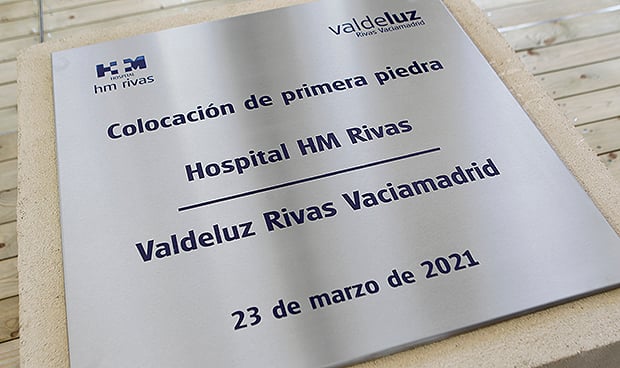 HM
HOSPITAL
hm rivas
valdeluz
Rivas Vaciamadrid
Colocación de primera piedra
Hospital HM Rivas
Valdeluz Rivas Vaciamadrid
23 de marzo de 2021